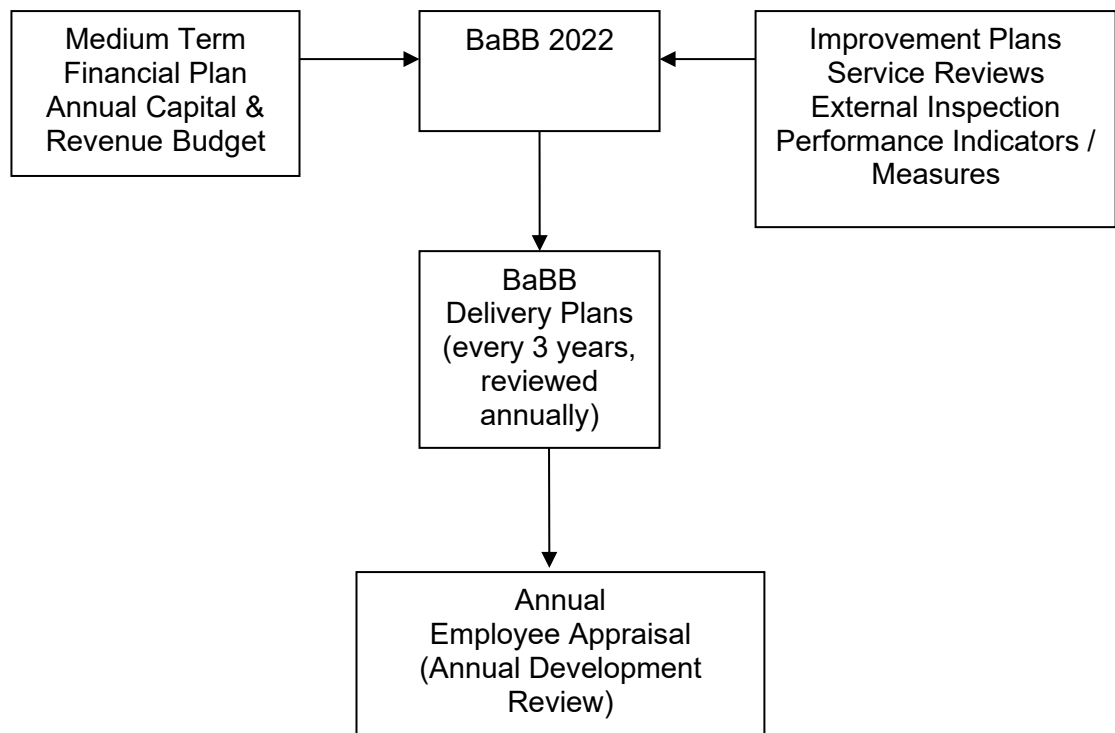 Medium Term
Financial Plan
Annual Capital &
Revenue Budget
BaBB 2022
Improvement Plans
Service Reviews
External Inspection
Performance Indicators /
Measures
BaBB
Delivery Plans
(every 3 years,
reviewed
annually)
Annual
Employee Appraisal
(Annual Development
Review)